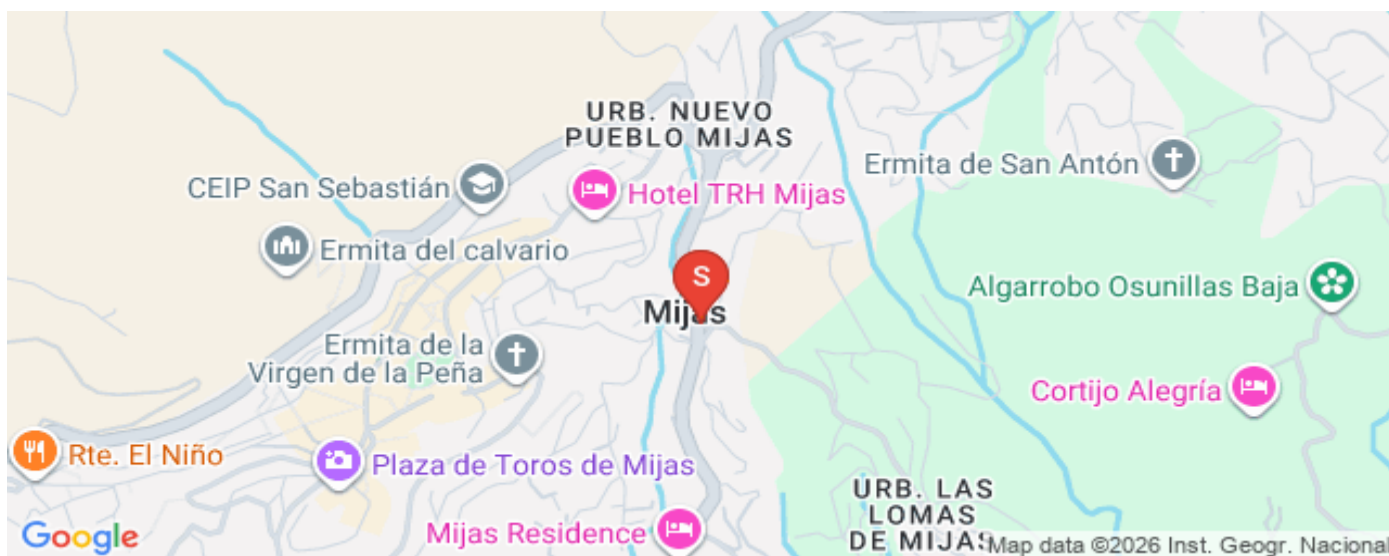 URB. NUEVO
PUEBLO MIJAS
Ermita de San Antón
CEIP San Sebastián
Hotel TRH Mijas
Ermita del calvario
S
Algarrobo Osunillas Baja
Mijas
Ermita de la
Virgen de la Peña
Cortijo Alegría
Rte. El Niño
Plaza de Toros de Mijas
URB. LAS
LOMAS
DE MIJAS
Mijas Residence
Google
Map data ©2026 Inst. Geogr. Nacional